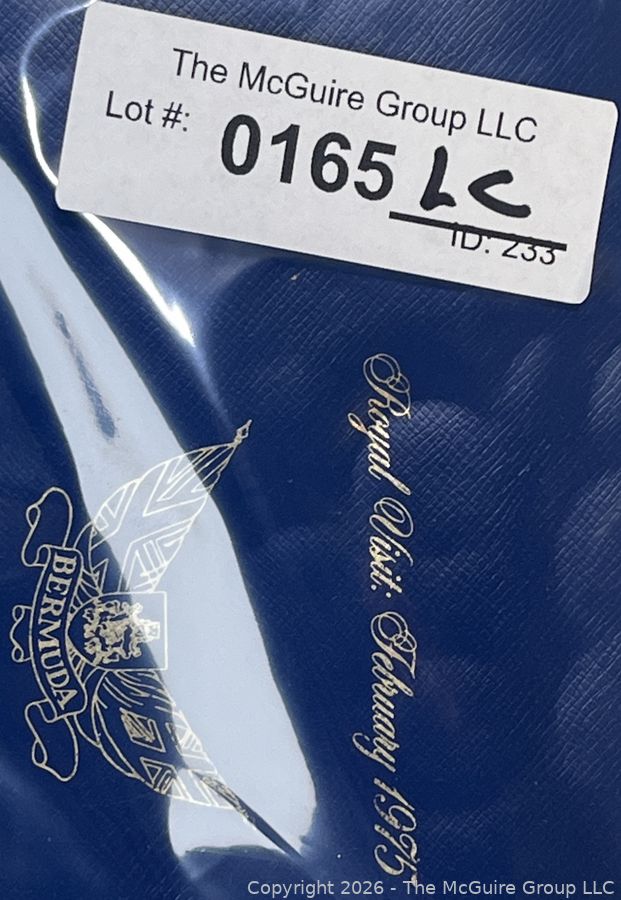 The McGuire Group LLC
Lot #: 0165 LC
ID: 233
Royal Visit: February 1975
BERMUDA
Copyright 2026 - The McGuire Group LLC